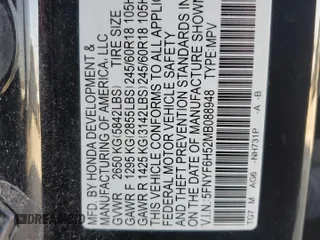 MFD. BY HONDA DEVELOPMENT &
MANUFACTURING OF AMERICA, LLC
GVWR 2650 KG(5842LBS) TIRE SIZE
GAWR F 1295 KG(2855LBS) 245/60R18 105H
GAWR R 1425 KG(3142LBS) 245/60R18 105H
THIS VEHICLE CONFORMS TO ALL APPLICABLE
FEDERAL MOTOR VEHICLE SAFETY
AND THEFT PREVENTION STANDARDS IN
EFFECT ON THE DATE OF MANUFACTURE SHOWN
V.I.N: 5FNYF6H52MB088948 TYPE:MPV
TG7 M AG6 NH731P -A -B